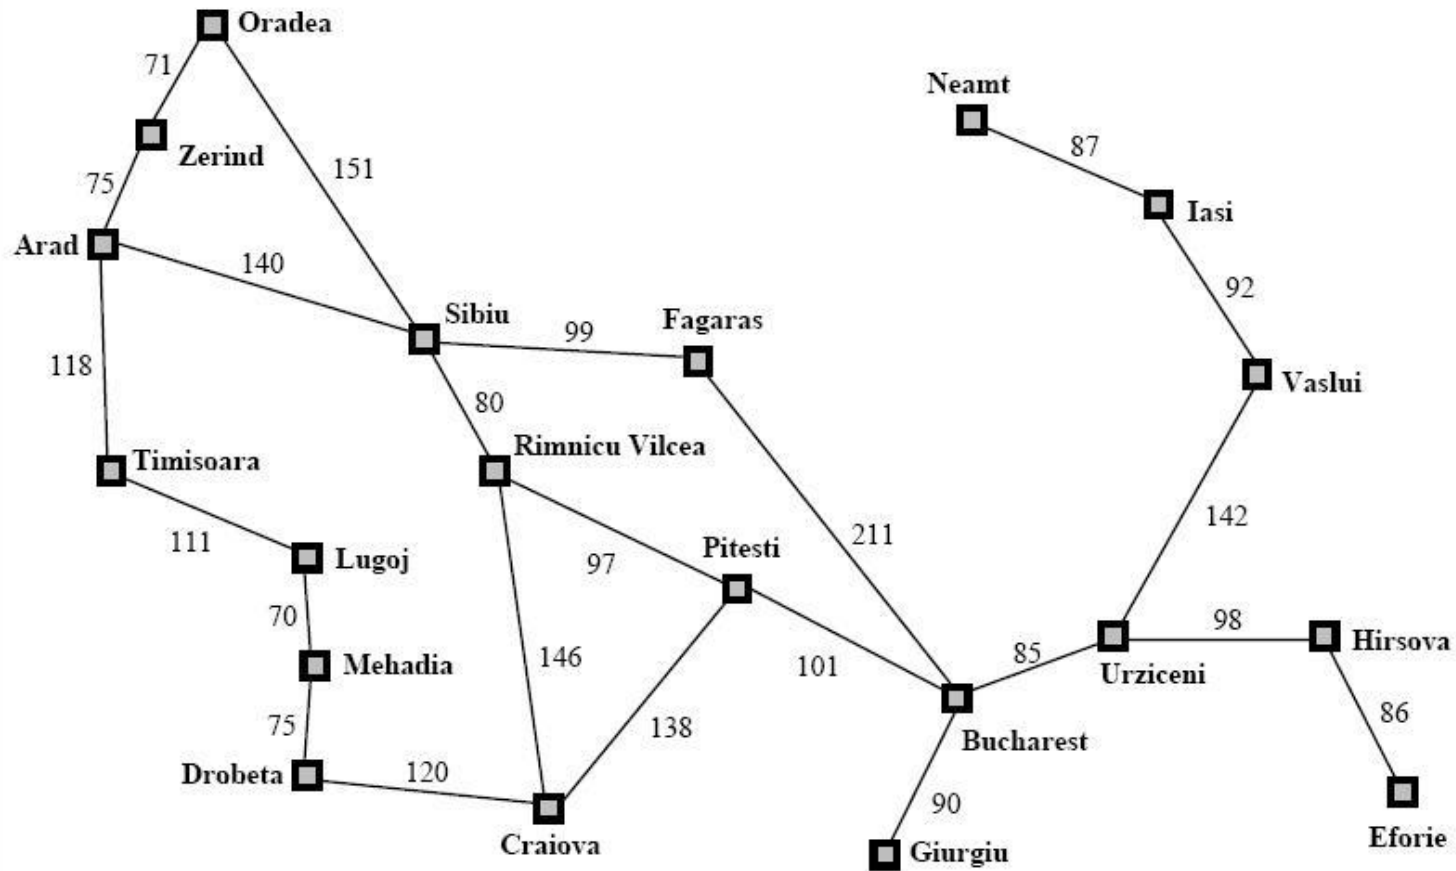 Oradea
71
Neamt
87
Zerind
151
75
Iasi
Arad
140
92
Sibiu
Fagaras
99
118
Vaslui
80
Rimnicu Vilcea
Timisoara
142
211
111
Pitesti
Lugoj
97
70
98
Hirsova
146
85
Mehadia
101
Urziceni
86
75
138
Bucharest
Drobeta
120
90
Eforie
Craiova
Giurgiu